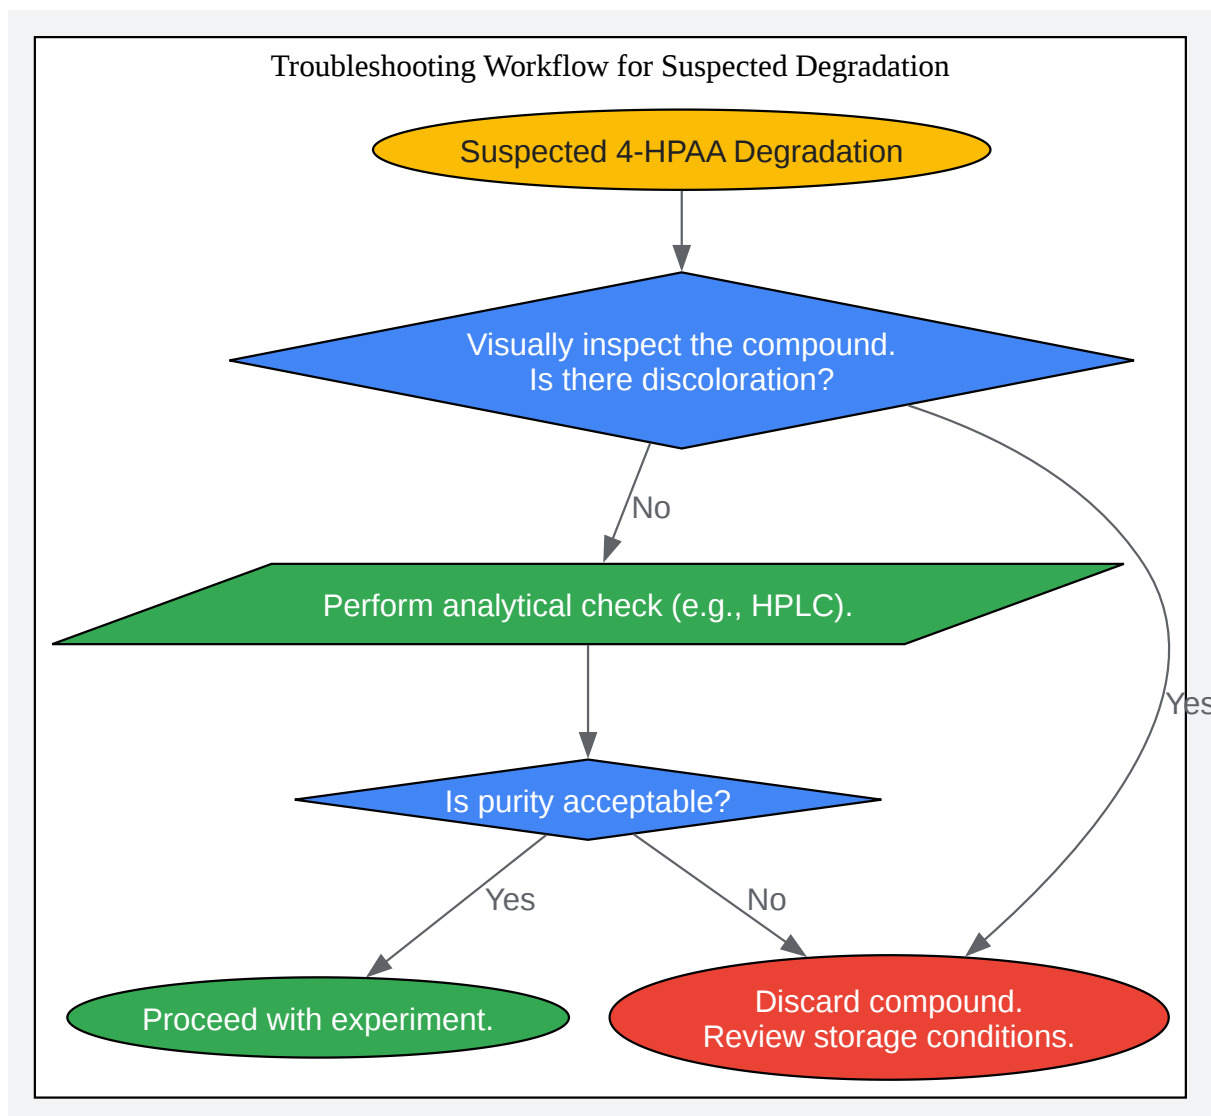 Troubleshooting Workflow for Suspected Degradation
Suspected 4-HPAA Degradation
Visually inspect the compound.
Is there discoloration?
No
Perform analytical check (e.g., HPLC).
Yes
Is purity acceptable?
Yes
No
Proceed with experiment.
Discard compound.
Review storage conditions.